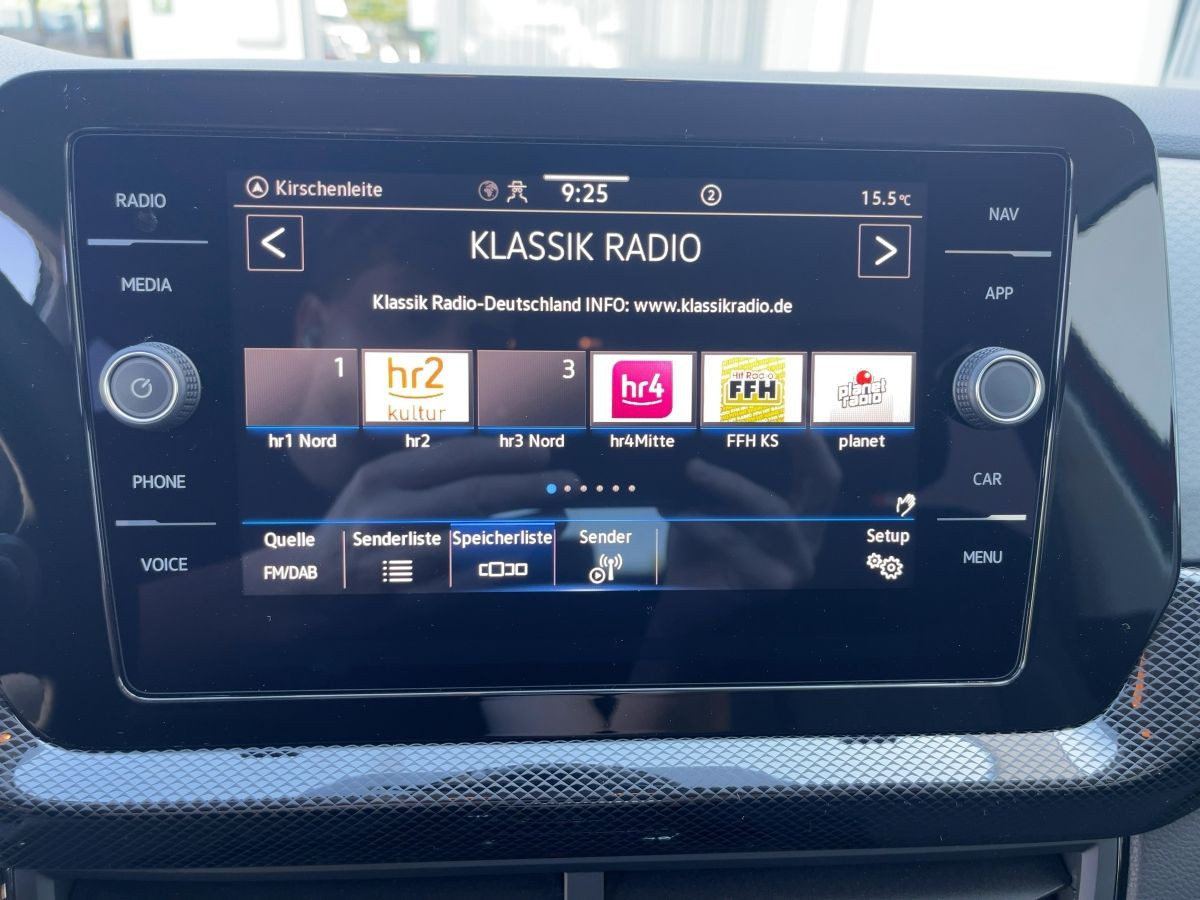 RADIO
MEDIA
PHONE
VOICE
Kirschenleite
9:25
2
15.5°C
<
KLASSIK RADIO
>
Klassik Radio-Deutschland INFO: www.klassikradio.de
1
hr2
kultur
3
hr4
Hit Radio
FFH
planet
radio
hr1 Nord
hr2
hr3 Nord
hr4Mitte
FFH KS
planet
Quelle
FM/DAB
Senderliste
Speicherliste
Sender
Setup
NAV
APP
CAR
MENU